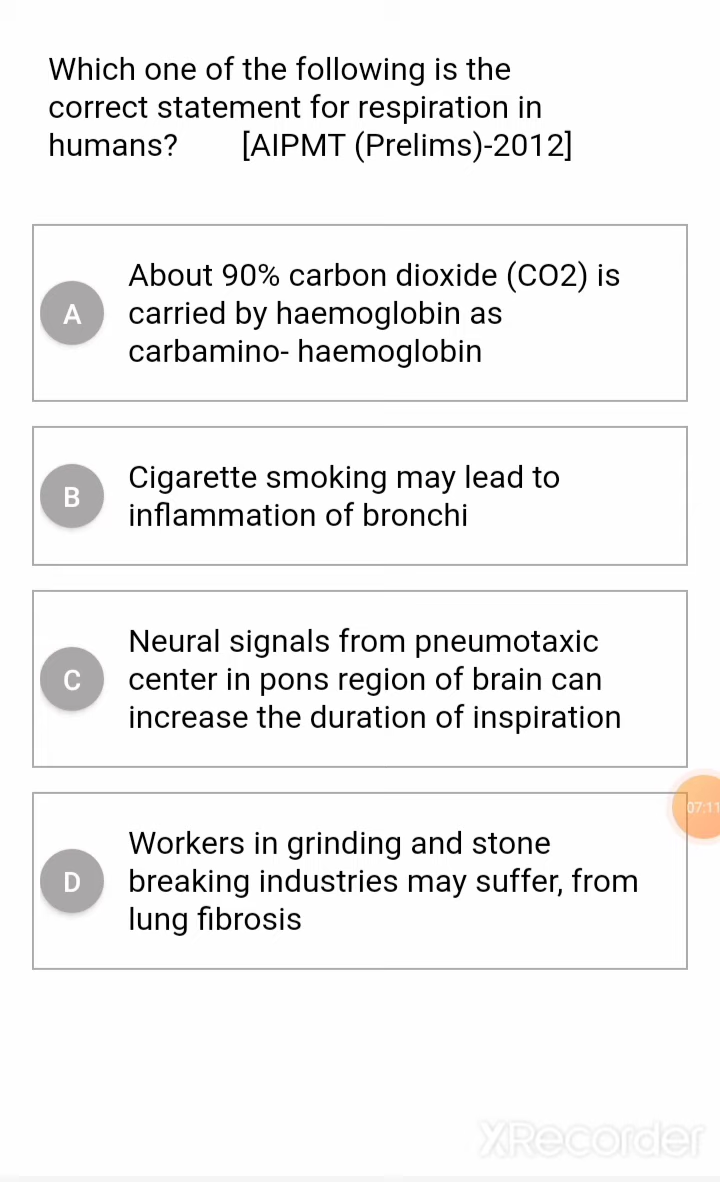 Which one of the following is the
correct statement for respiration in
humans? [AIPMT (Prelims)-2012]
A
About 90% carbon dioxide (CO2) is
carried by haemoglobin as
carbamino- haemoglobin
B
Cigarette smoking may lead to
inflammation of bronchi
C
Neural signals from pneumotaxic
center in pons region of brain can
increase the duration of inspiration
D
Workers in grinding and stone
breaking industries may suffer, from
lung fibrosis
07:11
XRecorder